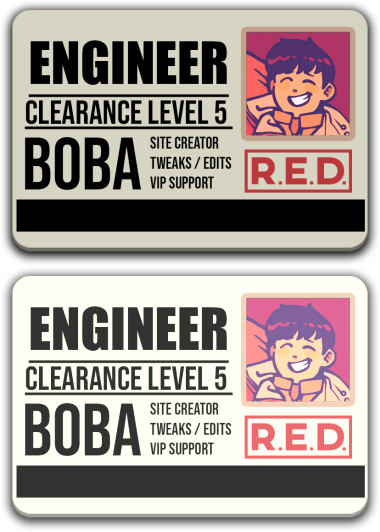 ENGINEER
CLEARANCE LEVEL 5
BOBA
SITE CREATOR
TWEAKS / EDITS
VIP SUPPORT
R.E.D.
ENGINEER
CLEARANCE LEVEL 5
BOBA
SITE CREATOR
TWEAKS / EDITS
VIP SUPPORT
R.E.D.